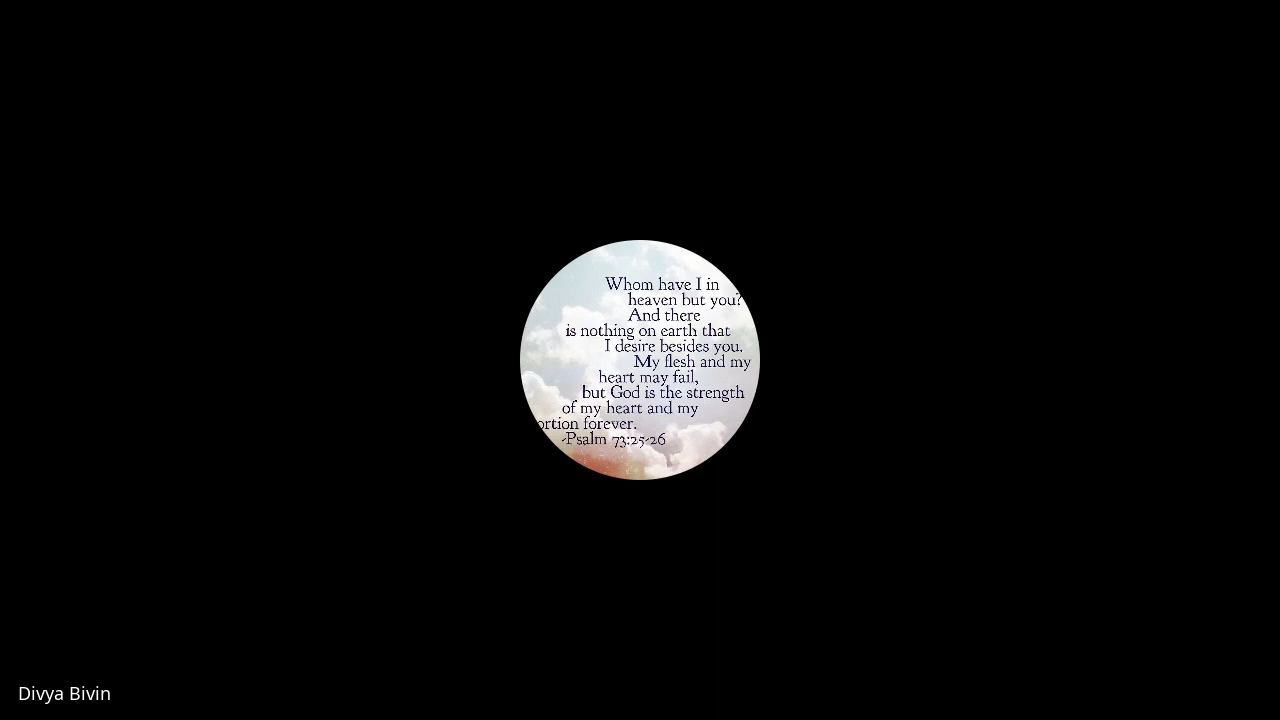 Whom have I in
heaven but you?
And there
is nothing on earth that
I desire besides you.
My flesh and my
heart may fail,
but God is the strength
of my heart and my
ortion forever.
-Psalm 73:25-26
Divya Bivin